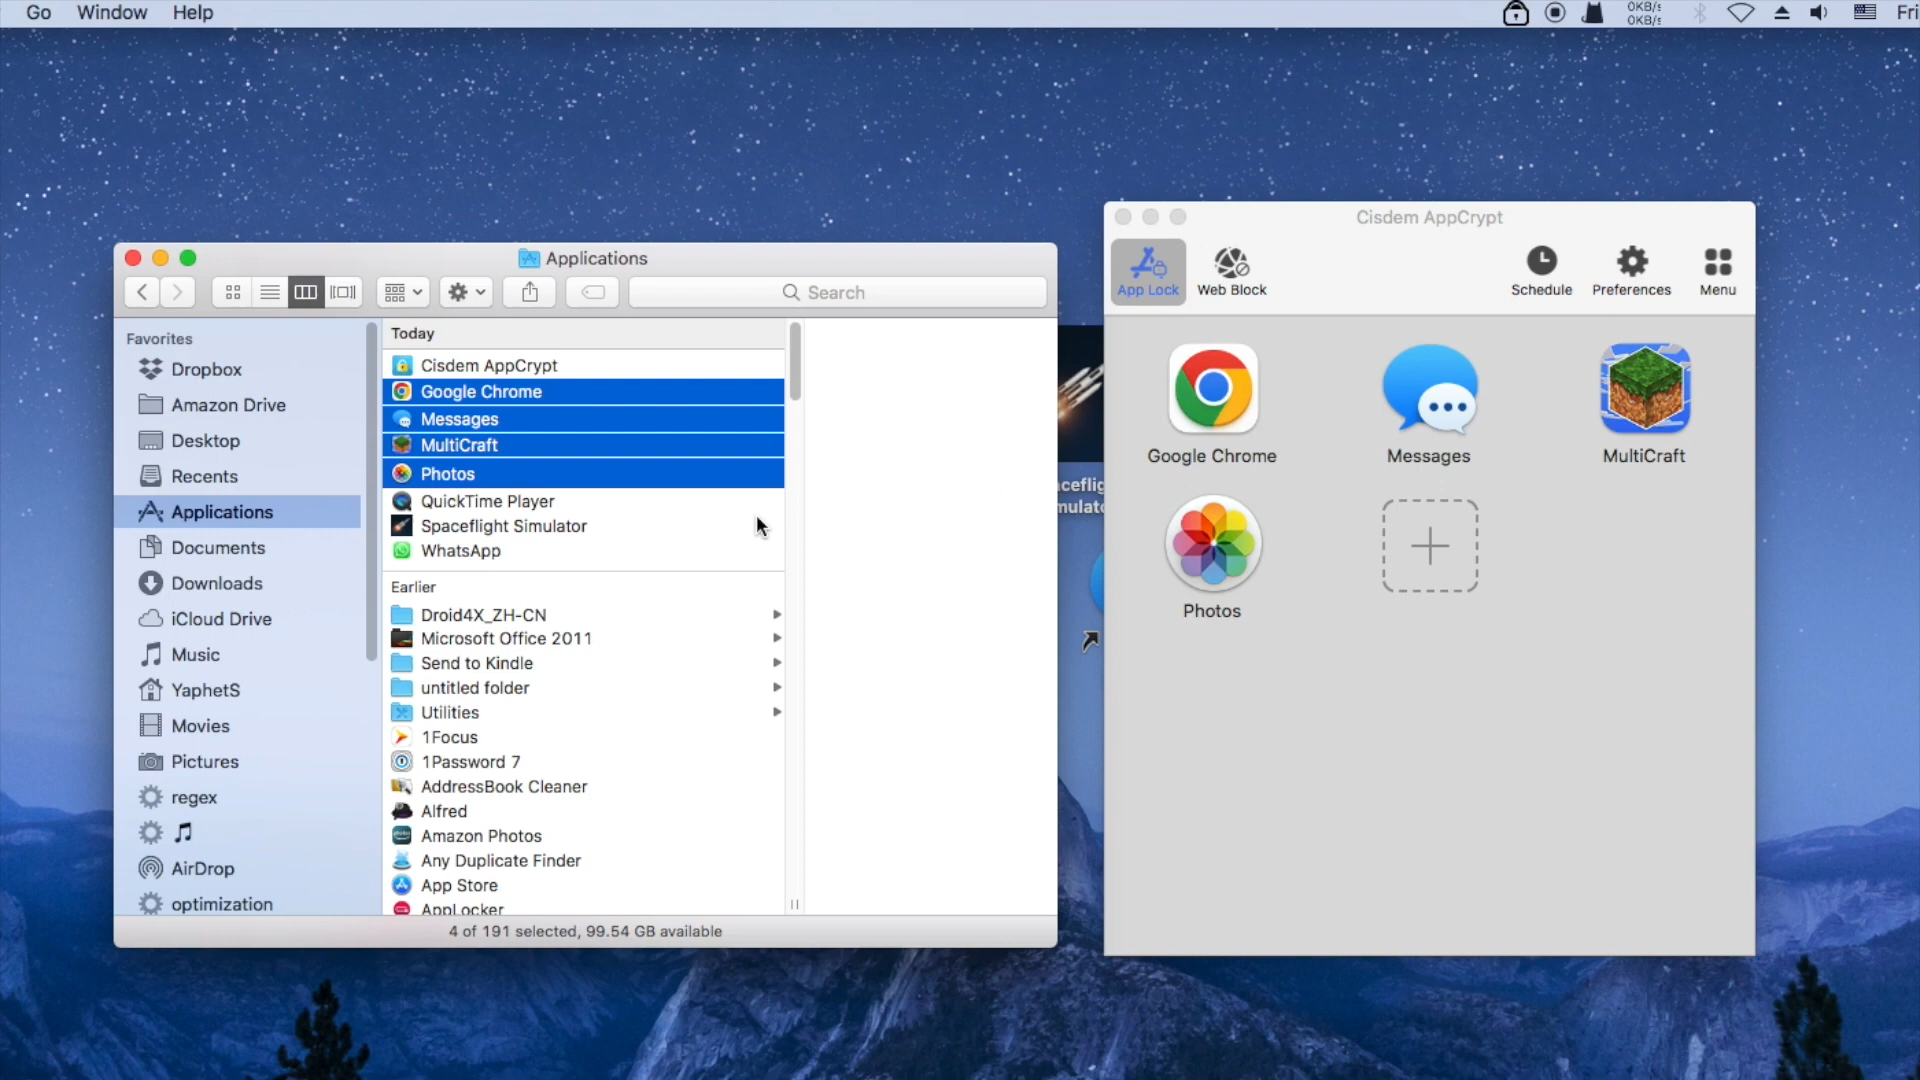 Go Window Help
0KB/s
0KB/s
Fri
Applications
Search
Favorites
Dropbox
Amazon Drive
Desktop
Recents
Applications
Documents
Downloads
iCloud Drive
Music
YaphetS
Movies
Pictures
regex
AirDrop
optimization
Today
Cisdem AppCrypt
Google Chrome
Messages
MultiCraft
Photos
QuickTime Player
Spaceflight Simulator
WhatsApp
Earlier
Droid4X_ZH-CN
Microsoft Office 2011
Send to Kindle
untitled folder
Utilities
1Focus
1Password 7
AddressBook Cleaner
Alfred
Amazon Photos
Any Duplicate Finder
App Store
AppLocker
4 of 191 selected, 99.54 GB available
Cisdem AppCrypt
App Lock
Web Block
Schedule
Preferences
Menu
Google Chrome
Messages
MultiCraft
Photos